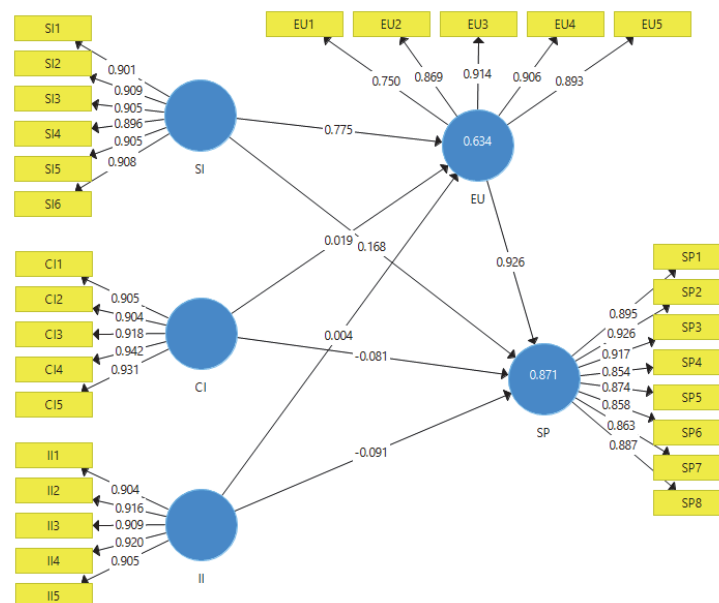 EU1 EU2 EU3 EU4 EU5
0.750 0.869 0.914 0.906 0.893
SI1
SI2
SI3
SI4
SI5
SI6
0.901
0.909
0.905
0.896
0.905
0.908
SI
0.775
0.634
EU
0.019
0.168
0.926
CI1
CI2
CI3
CI4
CI5
0.905
0.904
0.918
0.942
0.931
CI
0.004
-0.081
0.871
SP
0.895
0.926
0.917
0.854
0.874
0.858
0.863
0.887
SP1
SP2
SP3
SP4
SP5
SP6
SP7
SP8
II1
II2
II3
II4
II5
0.904
0.916
0.909
0.920
0.905
II
-0.091